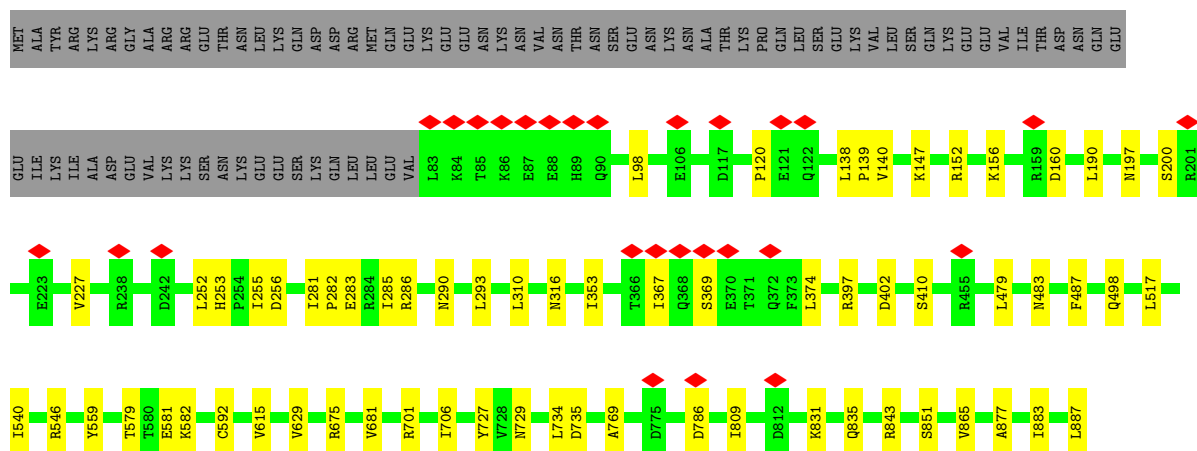 MET ALA TYR ARG LYS ARG GLY ALA ARG ARG GLU THR ASN LEU LYS GLN ASP ASP ARG MET GLN GLU LYS GLU GLU ASN LYS ASN VAL ASN THR ASN SER GLU ASN LYS ASN ALA THR LYS PRO GLN LEU SER GLU LYS VAL LEU SER GLN LYS GLU GLU VAL ILE THR ASP ASN GLN GLU
GLU ILE LYS ILE ALA ASP GLU VAL LYS LYS SER ASN LYS GLU GLU SER LYS GLN LEU LEU GLU VAL L83 K84 T85 K86 E87 E88 H89 Q90 L98 E106 D117 P120 E121 Q122 L138 P139 V140 K147 R152 K156 R159 D160 L190 N197 S200 R201
E223 V227 R238 D242 L252 H253 P254 I255 D256 I281 P282 E283 R284 I285 R286 N290 L293 L310 N316 I353 T366 I367 Q368 S369 E370 T371 Q372 F373 L374 R397 D402 S410 R455 L479 N483 F487 Q498 L517
I540 R546 Y559 T579 T580 E581 K582 C592 V615 V629 R675 V681 R701 I706 Y727 V728 N729 L734 D735 A769 D775 D786 I809 D812 K831 Q835 R843 S851 V865 A877 I883 L887